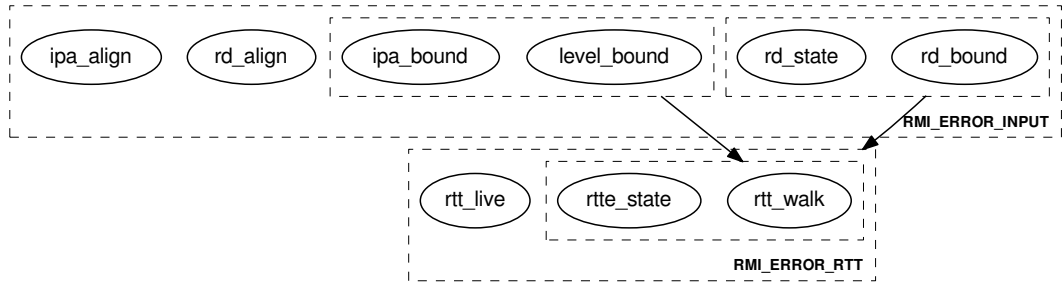 ipa_align rd_align ipa_bound level_bound rd_state rd_bound
RMI_ERROR_INPUT
rtt_live rtte_state rtt_walk
RMI_ERROR_RTT